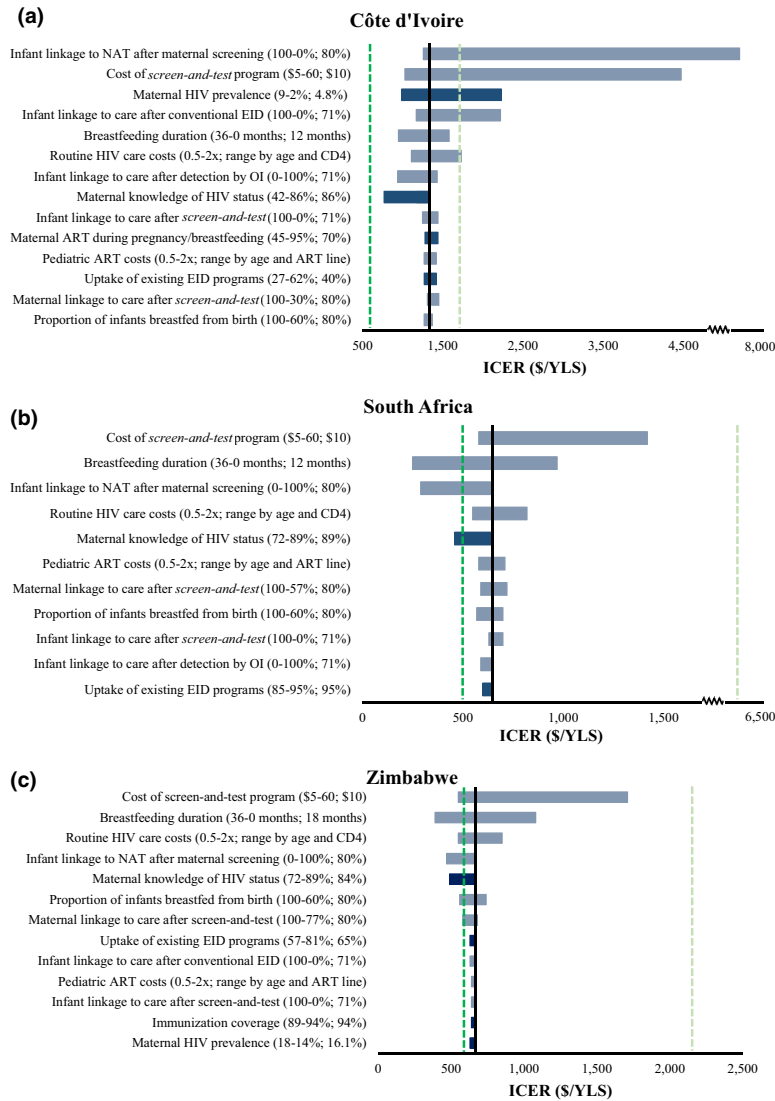 (a)
Côte d'Ivoire
Infant linkage to NAT after maternal screening (100-0%; 80%)
Cost of screen-and-test program ($5-60; $10)
Maternal HIV prevalence (9-2%; 4.8%)
Infant linkage to care after conventional EID (100-0%; 71%)
Breastfeeding duration (36-0 months; 12 months)
Routine HIV care costs (0.5-2x; range by age and CD4)
Infant linkage to care after detection by OI (0-100%; 71%)
Maternal knowledge of HIV status (42-86%; 86%)
Infant linkage to care after screen-and-test (100-0%; 71%)
Maternal ART during pregnancy/breastfeeding (45-95%; 70%)
Pediatric ART costs (0.5-2x; range by age and ART line)
Uptake of existing EID programs (27-62%; 40%)
Maternal linkage to care after screen-and-test (100-30%; 80%)
Proportion of infants breastfed from birth (100-60%; 80%)
500 1,500 2,500 3,500 4,500 8,000
ICER ($/YLS)
(b)
South Africa
Cost of screen-and-test program ($5-60; $10)
Breastfeeding duration (36-0 months; 12 months)
Infant linkage to NAT after maternal screening (0-100%; 80%)
Routine HIV care costs (0.5-2x; range by age and CD4)
Maternal knowledge of HIV status (72-89%; 89%)
Pediatric ART costs (0.5-2x; range by age and ART line)
Maternal linkage to care after screen-and-test (100-57%; 80%)
Proportion of infants breastfed from birth (100-60%; 80%)
Infant linkage to care after screen-and-test (100-0%; 71%)
Infant linkage to care after detection by OI (0-100%; 71%)
Uptake of existing EID programs (85-95%; 95%)
0 500 1,000 1,500 6,500
ICER ($/YLS)
(c)
Zimbabwe
Cost of screen-and-test program ($5-60; $10)
Breastfeeding duration (36-0 months; 18 months)
Routine HIV care costs (0.5-2x; range by age and CD4)
Infant linkage to NAT after maternal screening (0-100%; 80%)
Maternal knowledge of HIV status (72-89%; 84%)
Proportion of infants breastfed from birth (100-60%; 80%)
Maternal linkage to care after screen-and-test (100-77%; 80%)
Uptake of existing EID programs (57-81%; 65%)
Infant linkage to care after conventional EID (100-0%; 71%)
Pediatric ART costs (0.5-2x; range by age and ART line)
Infant linkage to care after screen-and-test (100-0%; 71%)
Immunization coverage (89-94%; 94%)
Maternal HIV prevalence (18-14%; 16.1%)
0 500 1,000 1,500 2,000 2,500
ICER ($/YLS)